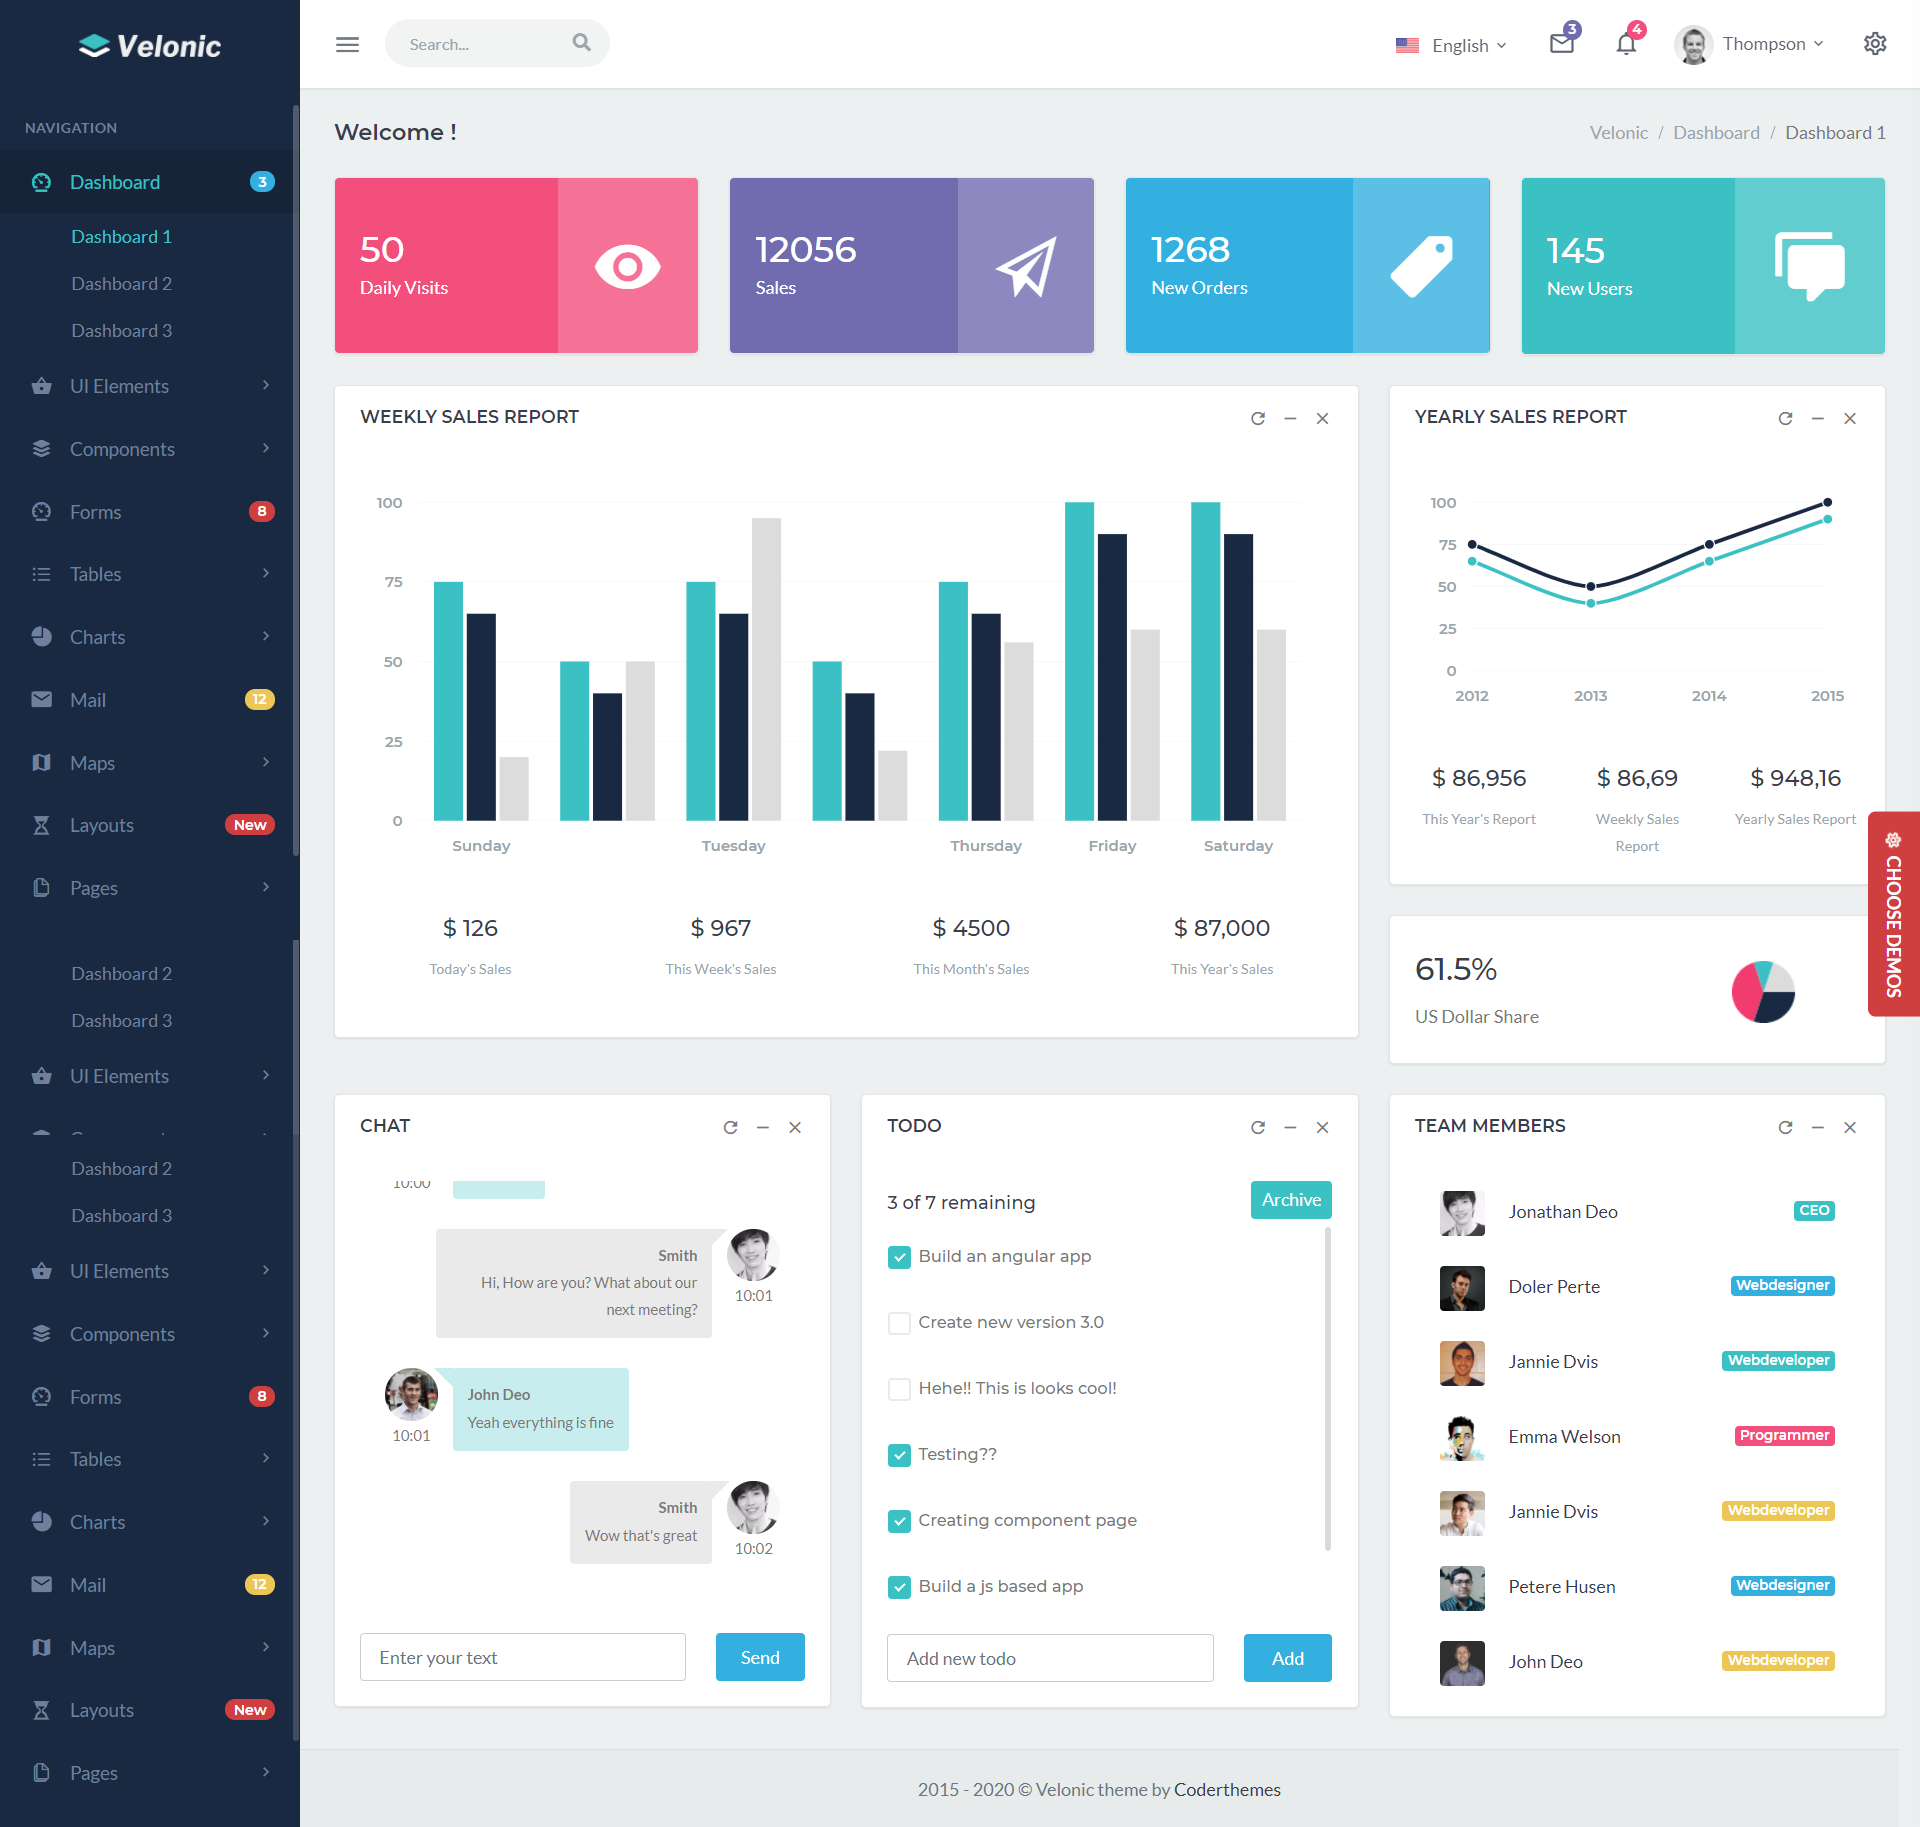 Velonic
Search...
English
3
4
Thompson
NAVIGATION
Dashboard
3
Dashboard 1
Dashboard 2
Dashboard 3
UI Elements
Components
Forms
8
Tables
Charts
Mail
12
Maps
Layouts
New
Pages
Dashboard 2
Dashboard 3
UI Elements
Dashboard 2
Dashboard 3
UI Elements
Components
Forms
8
Tables
Charts
Mail
12
Maps
Layouts
New
Pages
Welcome !
Velonic / Dashboard / Dashboard 1
50
Daily Visits
12056
Sales
1268
New Orders
145
New Users
WEEKLY SALES REPORT
100
75
50
25
0
Sunday
Tuesday
Thursday
Friday
Saturday
$ 126
Today's Sales
$ 967
This Week's Sales
$ 4500
This Month's Sales
$ 87,000
This Year's Sales
YEARLY SALES REPORT
100
75
50
25
0
2012
2013
2014
2015
$ 86,956
This Year's Report
$ 86,69
Weekly Sales
Report
$ 948,16
Yearly Sales Report
CHOOSE DEMOS
61.5%
US Dollar Share
CHAT
10:00
Smith
Hi, How are you? What about our
next meeting?
10:01
John Deo
Yeah everything is fine
10:01
Smith
Wow that's great
10:02
Enter your text
Send
TODO
3 of 7 remaining
Archive
Build an angular app
Create new version 3.0
Hehe!! This is looks cool!
Testing??
Creating component page
Build a js based app
Add new todo
Add
TEAM MEMBERS
Jonathan Deo
CEO
Doler Perte
Webdesigner
Jannie Dvis
Webdeveloper
Emma Welson
Programmer
Jannie Dvis
Webdeveloper
Petere Husen
Webdesigner
John Deo
Webdeveloper
2015 - 2020 © Velonic theme by Coderthemes